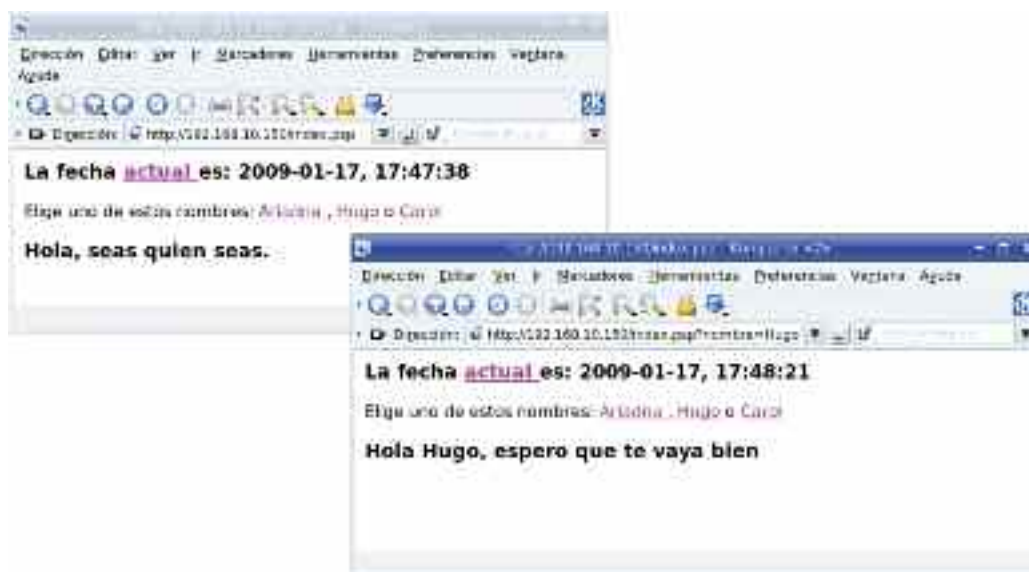 Dirección Editar Ver Ir Marcadores Herramientas Preferencias Ventana
Ayuda
Dirección:
La fecha actual es: 2009-01-17, 17:47:38
Elige uno de estos nombres: Ariadna , Hugo o Carol
Hola, seas quien seas.
Dirección Editar Ver Ir Marcadores Herramientas Preferencias Ventana Ayuda
Dirección:
La fecha actual es: 2009-01-17, 17:48:21
Elige uno de estos nombres: Ariadna , Hugo o Carol
Hola Hugo, espero que te vaya bien